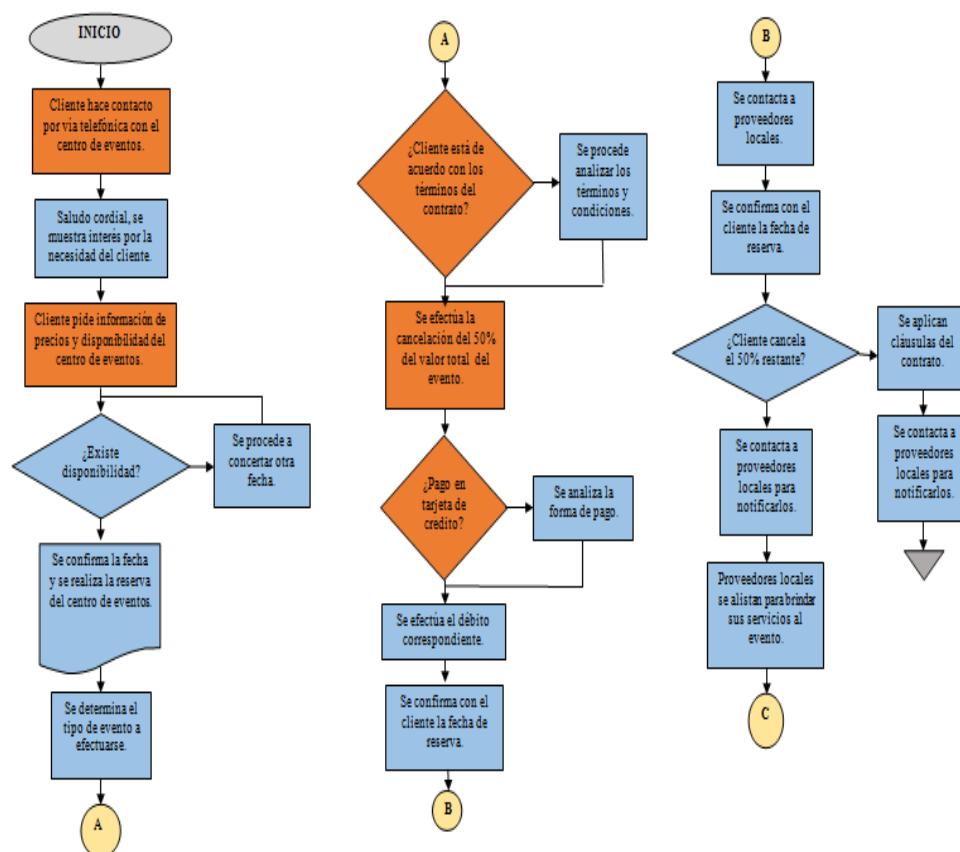 INICIO
Cliente hace contacto
por vía telefónica con el
centro de eventos.
Saludo cordial, se
muestra interés por la
necesidad del cliente.
Cliente pide información de
precios y disponibilidad del
centro de eventos.
¿Existe
disponibilidad?
Se procede a
concertar otra
fecha.
Se confirma la fecha
y se realiza la reserva
del centro de eventos.
Se determina el
tipo de evento a
efectuarse.
A
A
¿Cliente está de
acuerdo con los
términos del
contrato?
Se procede
analizar los
términos y
condiciones.
Se efectúa la
cancelación del 50%
del valor total del
evento.
¿Pago en
tarjeta de
credito?
Se analiza la
forma de pago.
Se efectúa el débito
correspondiente.
Se confirma con el
cliente la fecha de
reserva.
B
B
Se contacta a
proveedores
locales.
Se confirma con el
cliente la fecha de
reserva.
¿Cliente cancela
el 50% restante?
Se aplican
cláusulas del
contrato.
Se contacta a
proveedores
locales para
notificarlos.
Se contacta a
proveedores
locales para
notificarlos.
Proveedores locales
se alistan para brindar
sus servicios al
evento.
C